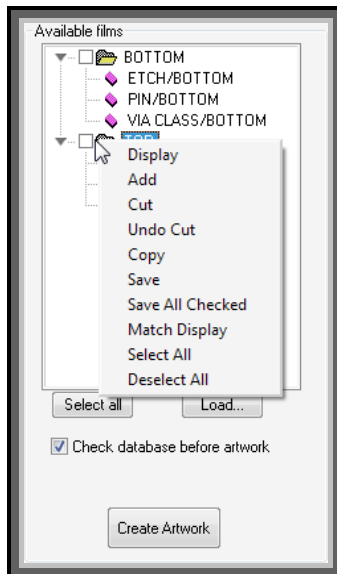 Available films
BOTTOM
ETCH/BOTTOM
PIN/BOTTOM
VIA CLASS/BOTTOM
TOP
Display
Add
Cut
Undo Cut
Copy
Save
Save All Checked
Match Display
Select All
Deselect All
Select all Load...
Check database before artwork
Create Artwork